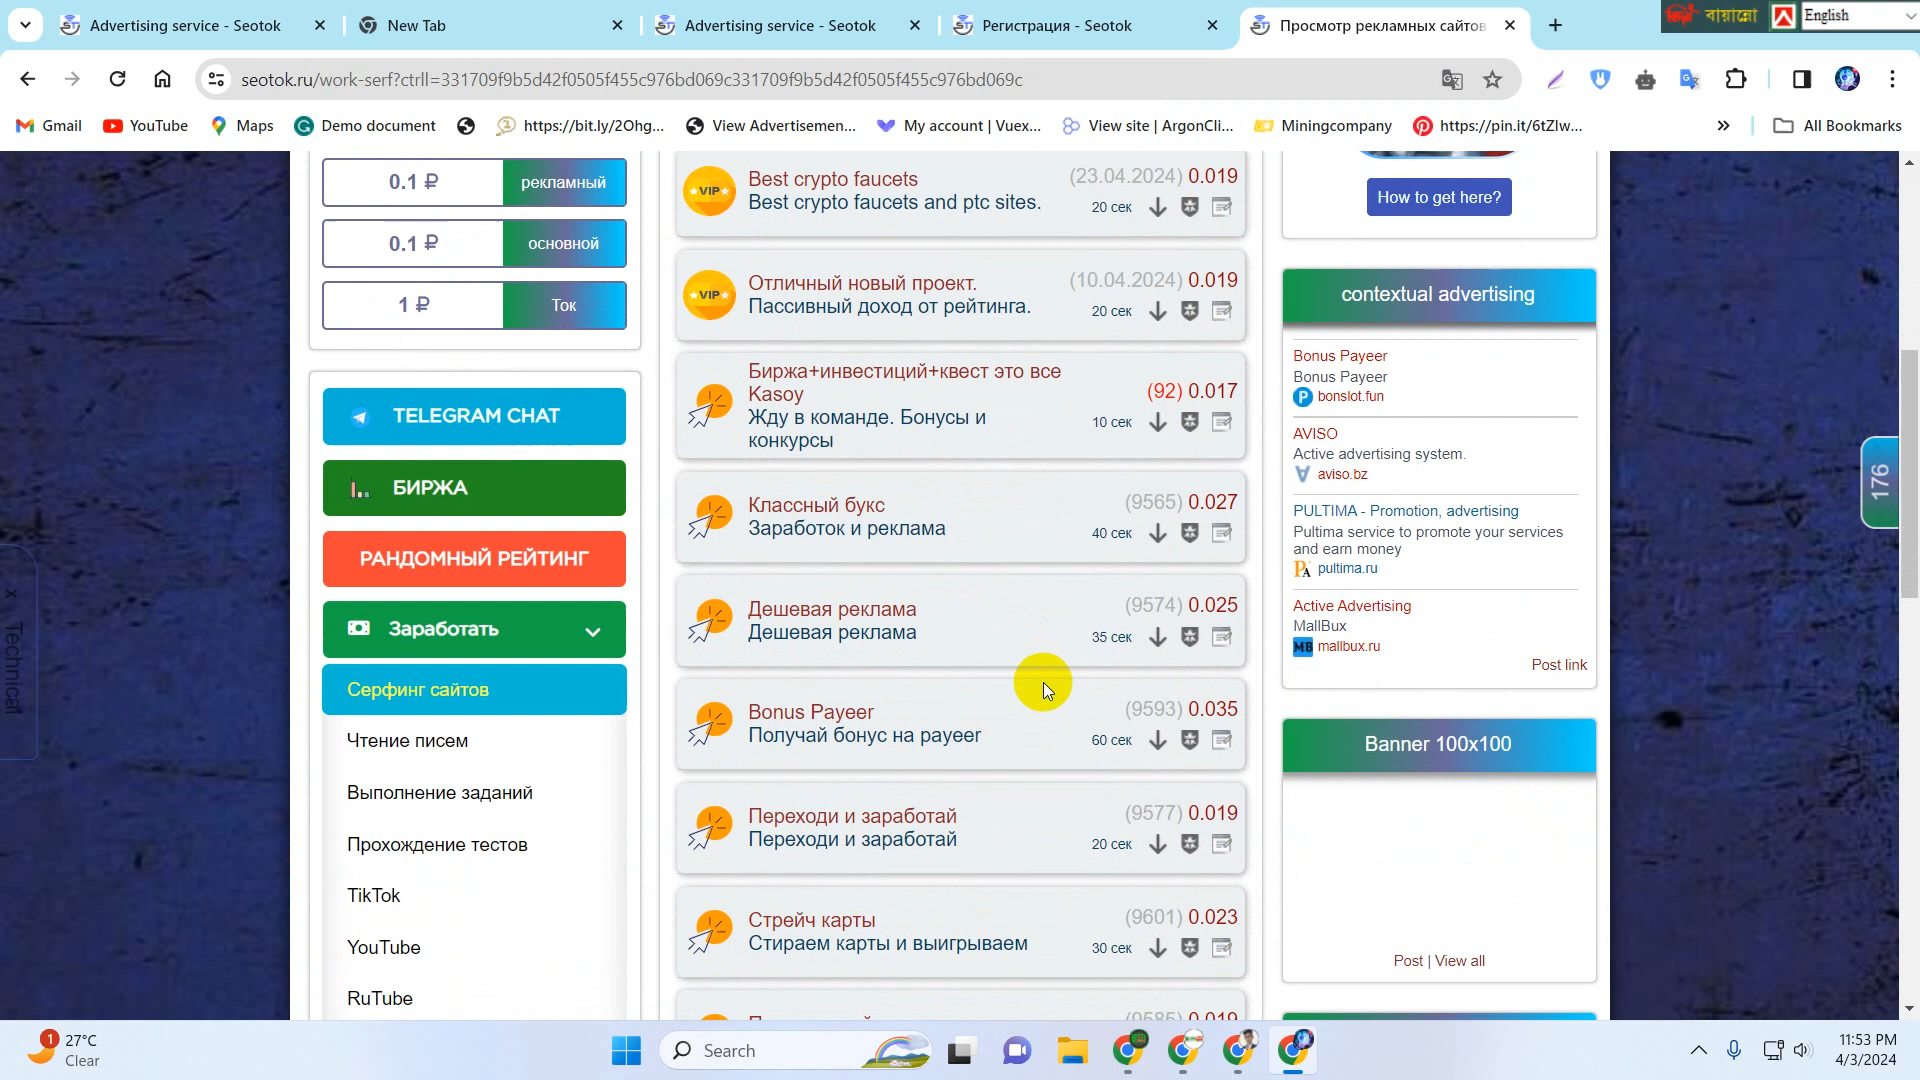 Advertising service - Seotok
New Tab
Advertising service - Seotok
Регистрация - Seotok
Просмотр рекламных сайтов
English
seotok.ru/work-serf?ctrll=331709f9b5d42f0505f455c976bd069c331709f9b5d42f0505f455c976bd069c
Gmail
YouTube
Maps
Demo document
https://bit.ly/2Ohg...
View Advertisemen...
My account | Vuex...
View site | ArgonCli...
Miningcompany
https://pin.it/6tZlw...
All Bookmarks
0.1 ₽ рекламный
0.1 ₽ основной
1 ₽ Ток
TELEGRAM CHAT
БИРЖА
РАНДОМНЫЙ РЕЙТИНГ
Заработать
Серфинг сайтов
Чтение писем
Выполнение заданий
Прохождение тестов
TikTok
YouTube
RuTube
VIP
Best crypto faucets (23.04.2024) 0.019
Best crypto faucets and ptc sites. 20 сек
VIP
Отличный новый проект. (10.04.2024) 0.019
Пассивный доход от рейтинга. 20 сек
Биржа+инвестиций+квест это все
Kasoy (92) 0.017
Жду в команде. Бонусы и
конкурсы 10 сек
Классный букс (9565) 0.027
Заработок и реклама 40 сек
Дешевая реклама (9574) 0.025
Дешевая реклама 35 сек
Bonus Payeer (9593) 0.035
Получай бонус на payeer 60 сек
Переходи и заработай (9577) 0.019
Переходи и заработай 20 сек
Стрейч карты (9601) 0.023
Стираем карты и выигрываем 30 сек
(9585) 0.019
How to get here?
contextual advertising
Bonus Payeer
Bonus Payeer
P bonslot.fun
AVISO
Active advertising system.
aviso.bz
PULTIMA - Promotion, advertising
Pultima service to promote your services
and earn money
PA pultima.ru
Active Advertising
MallBux
MB mallbux.ru
Post link
Banner 100x100
Post | View all
176
x Technical
1
27°C
Clear
Search
11:53 PM
4/3/2024